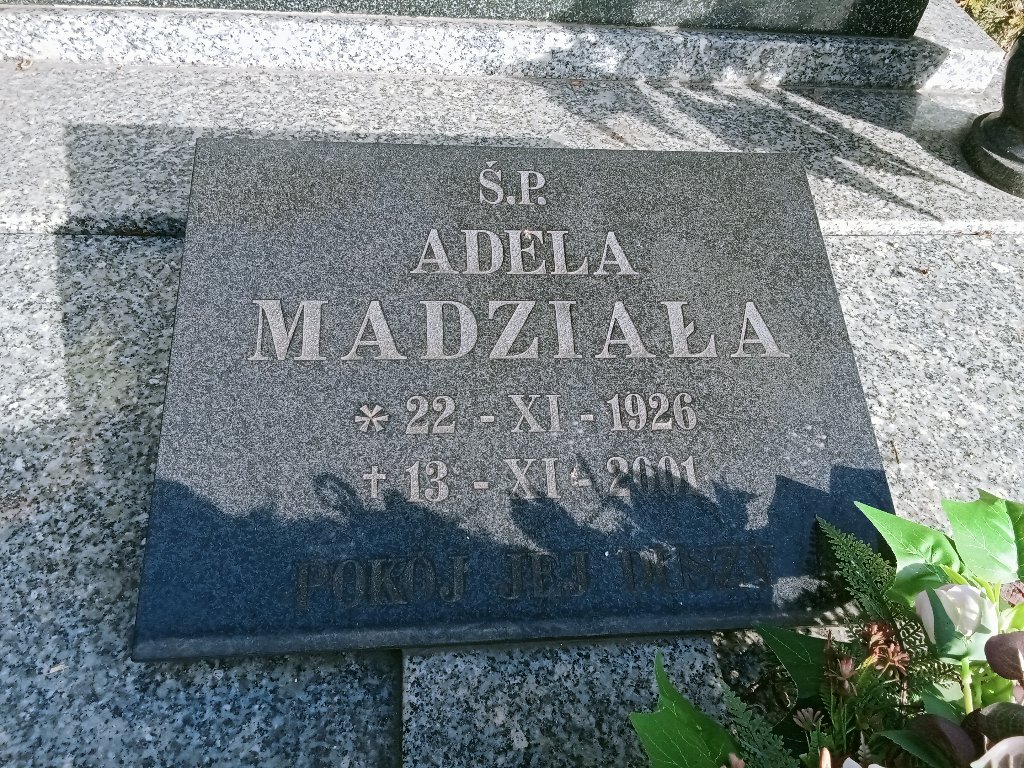 Ś.P.
ADELA
MADZIAŁA
* 22 - XI - 1926
† 13 - XI - 2001
POKÓJ JEJ DUSZY